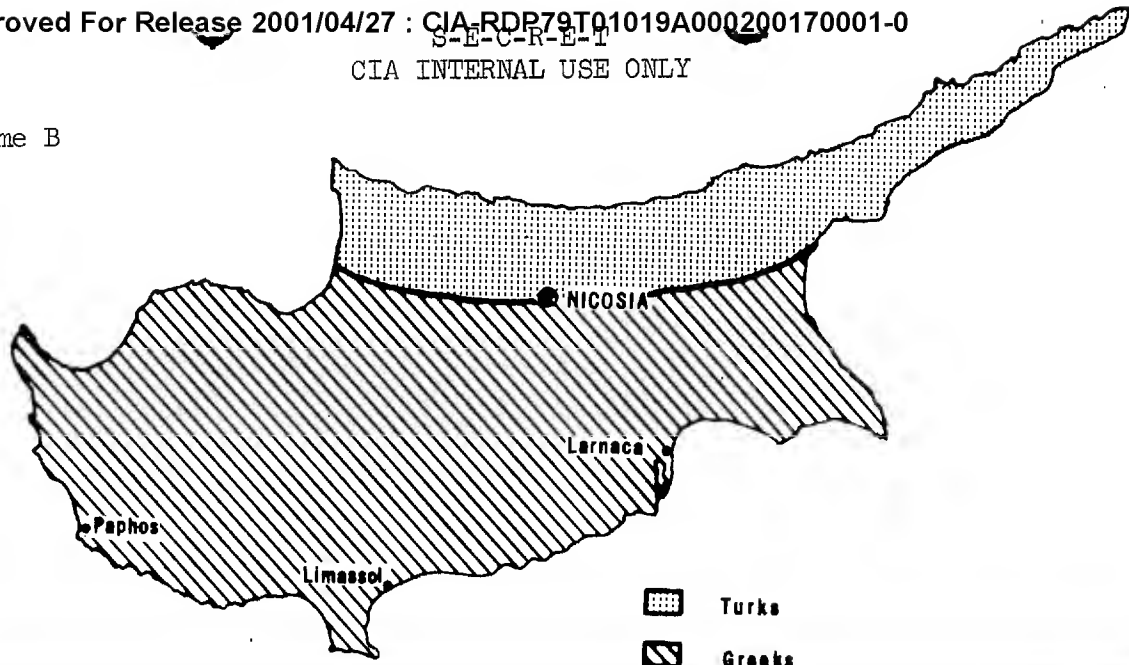 roved For Release 2001/04/27 : CIA-RDP79T01019A000200170001-0
S-E-C-R-E-T
CIA INTERNAL USE ONLY
me B
NICOSIA
Larnaca
Paphos
Limassol
Turks
Greeks